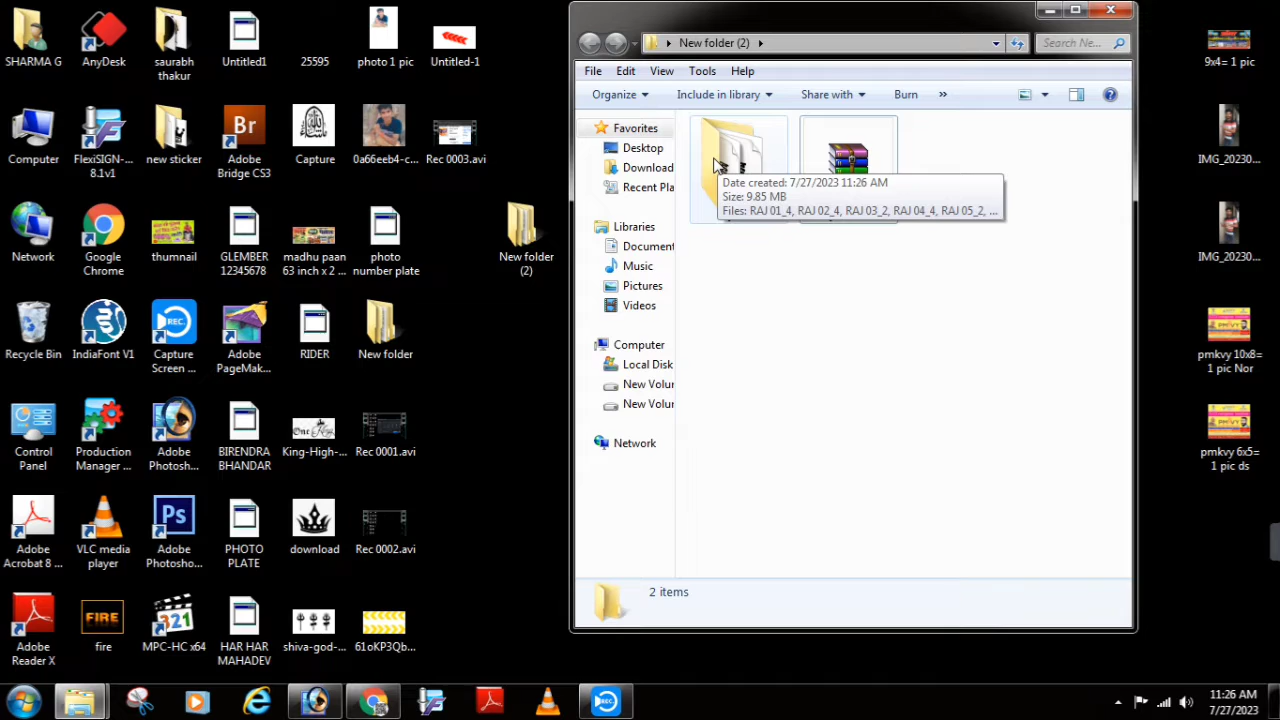 SHARMA G
AnyDesk
saurabh
thakur
Untitled1
25595
photo 1 pic
Untitled-1
Computer
FlexiSIGN-...
8.1v1
new sticker
Br
Adobe
Bridge CS3
Capture
0a66eeb4-c...
Rec 0003.avi
Network
Google
Chrome
thumnail
GLEMBER
12345678
madhu paan
63 inch x 2 ...
photo
number plate
New folder
(2)
Recycle Bin
IndiaFont V1
REC.
Capture
Screen ...
Adobe
PageMak...
RIDER
New folder
Control
Panel
Production
Manager ...
Adobe
Photosh...
BIRENDRA
BHANDAR
King-High-...
Rec 0001.avi
Adobe
Acrobat 8 ...
VLC media
player
Ps
Adobe
Photosho...
PHOTO
PLATE
download
Rec 0002.avi
Adobe
Reader X
FIRE
fire
321
MPC-HC x64
HAR HAR
MAHADEV
shiva-god-...
61oKP3Qb...
New folder (2)
Search Ne...
File Edit View Tools Help
Organize Include in library Share with Burn »
Favorites
Desktop
Download
Recent Pla
Libraries
Document
Music
Pictures
Videos
Computer
Local Disk
New Volu
New Volu
Network
Date created: 7/27/2023 11:26 AM
Size: 9.85 MB
Files: RAJ 01_4, RAJ 02_4, RAJ 03_2, RAJ 04_4, RAJ 05_2, ...
2 items
9x4= 1 pic
IMG_20230...
IMG_20230...
pmkvy 10x8=
1 pic Nor
pmkvy 6x5=
1 pic ds
REC
11:26 AM
7/27/2023